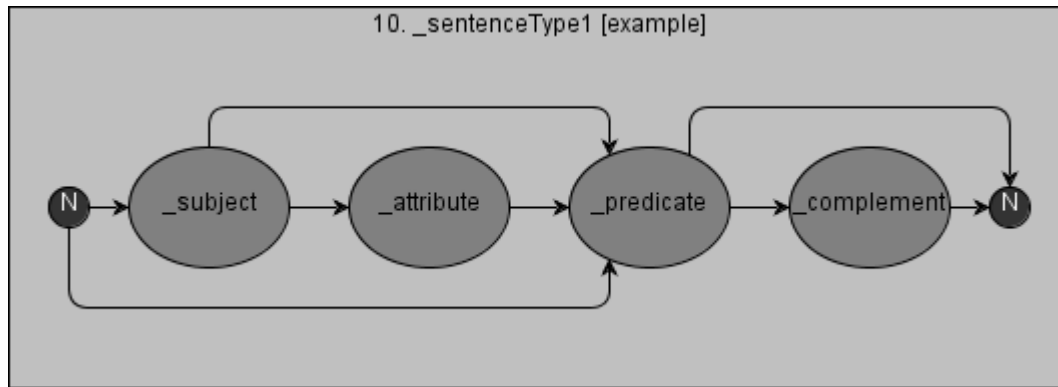 10. _sentenceType1 [example]
N
_subject
_attribute
_predicate
_complement
N